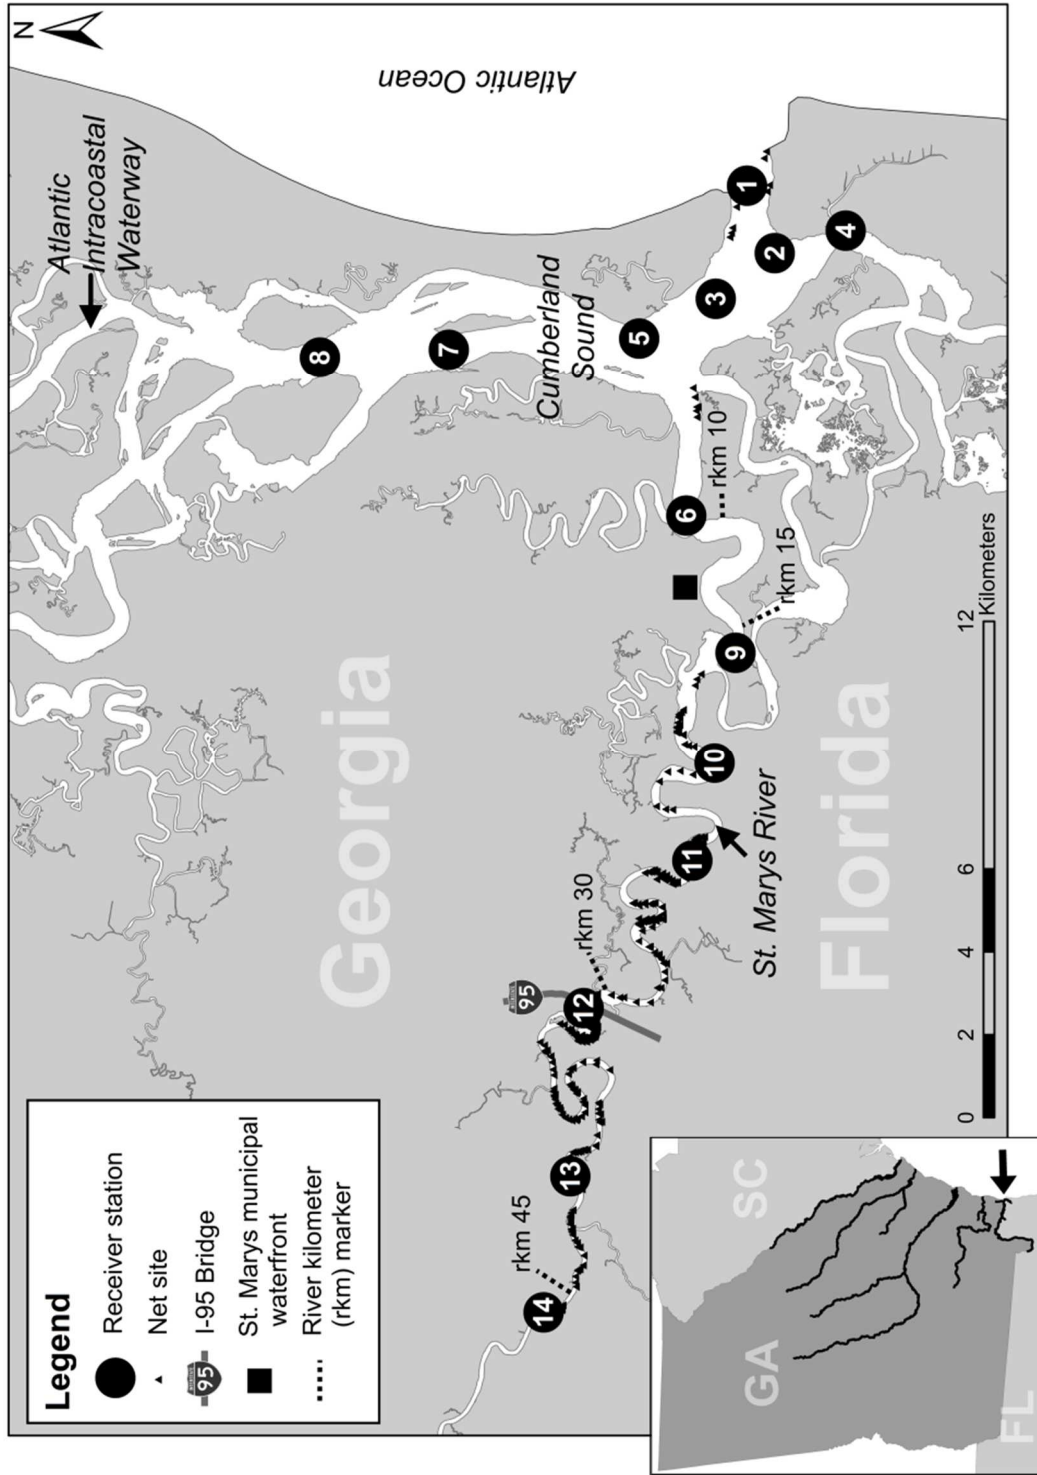 Legend
Receiver station
Net site
95
I-95 Bridge
St. Marys municipal
waterfront
River kilometer
(rkm) marker
N
Atlantic
Intracoastal
Waterway
Atlantic Ocean
Cumberland
Sound
Georgia
Florida
St. Marys River
95
rkm 45
rkm 30
rkm 15
rkm 10
1
2
3
4
5
6
7
8
9
10
11
12
13
14
0
2
4
6
12
Kilometers
GA
SC
FL